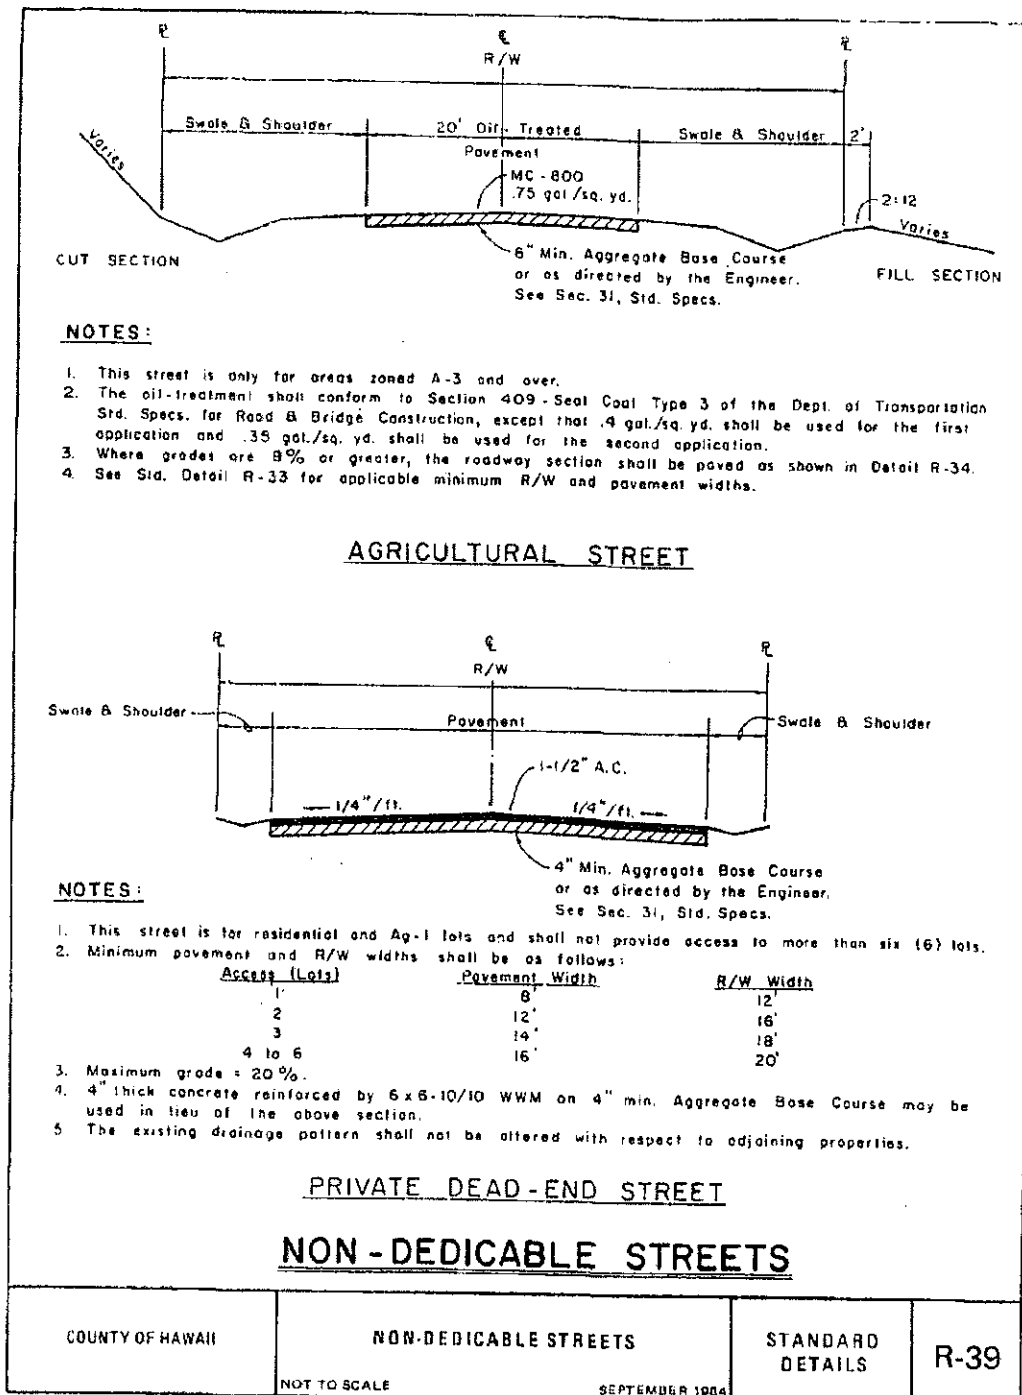 R C R
L L L
R/W
Swale & Shoulder 20' Oil-Treated Swale & Shoulder 2'
Pavement
Varies
MC-800
.75 gal./sq. yd.
2:12
Varies
CUT SECTION
6" Min. Aggregate Base Course
or as directed by the Engineer.
See Sec. 31, Std. Specs.
FILL SECTION
NOTES:
1. This street is only for areas zoned A-3 and over.
2. The oil-treatment shall conform to Section 409-Seal Coat Type 3 of the Dept. of Transportation
Std. Specs. for Road & Bridge Construction, except that .4 gal./sq. yd. shall be used for the first
application and .35 gal./sq. yd. shall be used for the second application.
3. Where grades are 8% or greater, the roadway section shall be paved as shown in Detail R-34.
4. See Std. Detail R-33 for applicable minimum R/W and pavement widths.
AGRICULTURAL STREET
R C R
L L L
R/W
Swale & Shoulder Pavement Swale & Shoulder
1-1/2" A.C.
1/4"/ft. 1/4"/ft.
4" Min. Aggregate Base Course
or as directed by the Engineer.
See Sec. 31, Std. Specs.
NOTES:
1. This street is for residential and Ag-1 lots and shall not provide access to more than six (6) lots.
2. Minimum pavement and R/W widths shall be as follows:
Access (Lots) Pavement Width R/W Width
1 8' 12'
2 12' 16'
3 14' 18'
4 to 6 16' 20'
3. Maximum grade = 20%.
4. 4" thick concrete reinforced by 6x6-10/10 WWM on 4" min. Aggregate Base Course may be
used in lieu of the above section.
5 The existing drainage pattern shall not be altered with respect to adjoining properties.
PRIVATE DEAD-END STREET
NON-DEDICABLE STREETS
COUNTY OF HAWAII
NON-DEDICABLE STREETS
NOT TO SCALE SEPTEMBER 1984
STANDARD
DETAILS
R-39